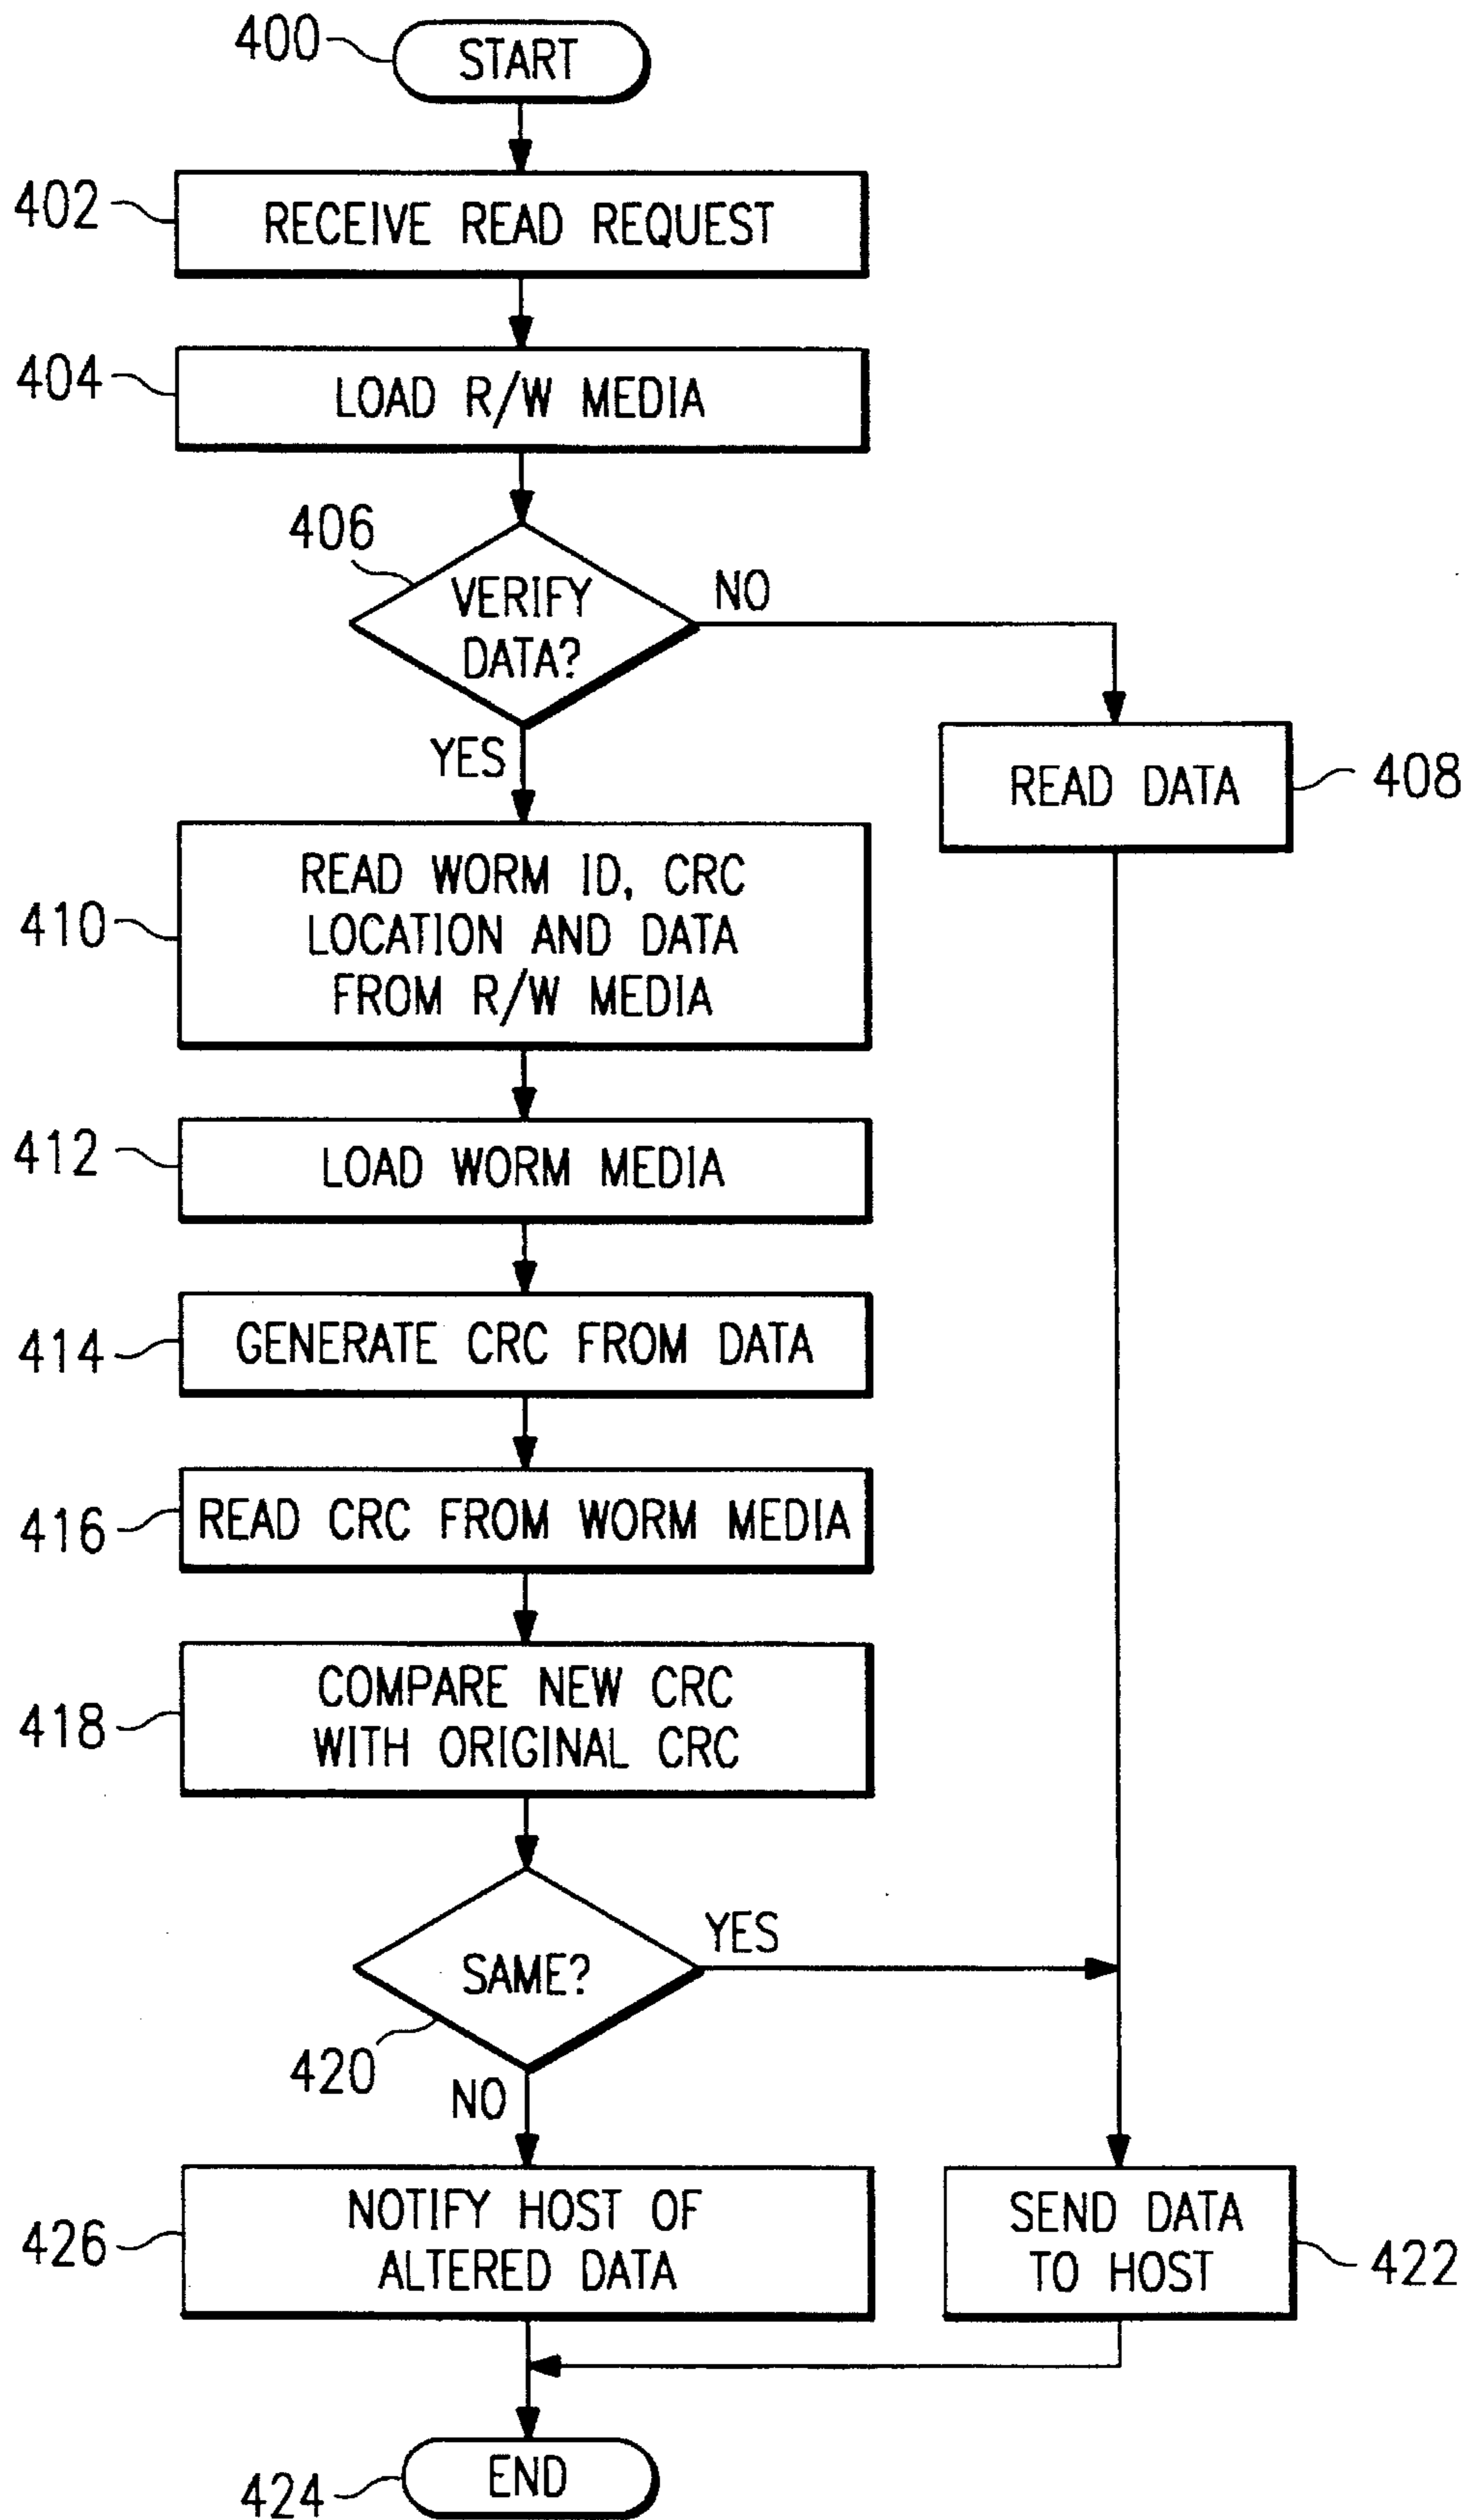 400
START
402
RECEIVE READ REQUEST
404
LOAD R/W MEDIA
406
VERIFY
DATA?
NO
YES
READ DATA
408
410
READ WORM ID, CRC
LOCATION AND DATA
FROM R/W MEDIA
412
LOAD WORM MEDIA
414
GENERATE CRC FROM DATA
416
READ CRC FROM WORM MEDIA
418
COMPARE NEW CRC
WITH ORIGINAL CRC
SAME?
YES
420
NO
426
NOTIFY HOST OF
ALTERED DATA
SEND DATA
TO HOST
422
424
END